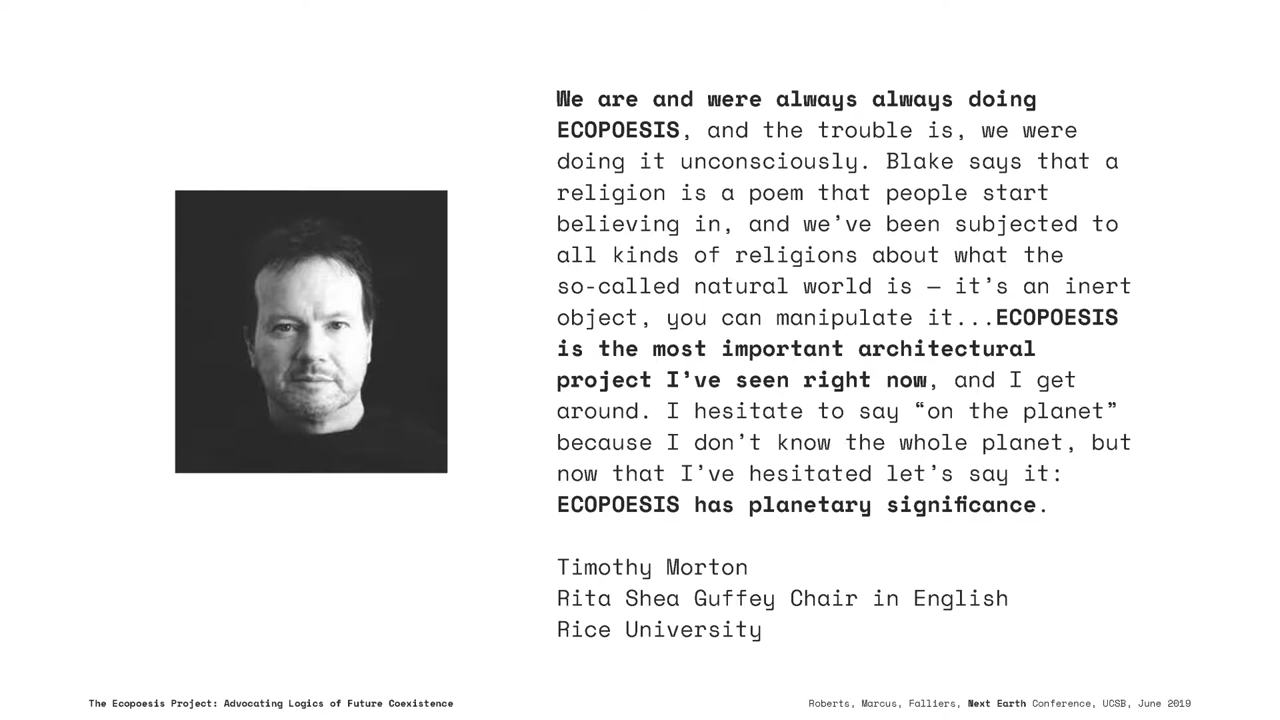 We are and were always always doing
ECOPOESIS, and the trouble is, we were
doing it unconsciously. Blake says that a
religion is a poem that people start
believing in, and we’ve been subjected to
all kinds of religions about what the
so-called natural world is – it’s an inert
object, you can manipulate it...ECOPOESIS
is the most important architectural
project I’ve seen right now, and I get
around. I hesitate to say “on the planet”
because I don’t know the whole planet, but
now that I’ve hesitated let’s say it:
ECOPOESIS has planetary significance.
Timothy Morton
Rita Shea Guffey Chair in English
Rice University
The Ecopoesis Project: Advocating Logics of Future Coexistence
Roberts, Marcus, Falliers, Next Earth Conference, UCSB, June 2019